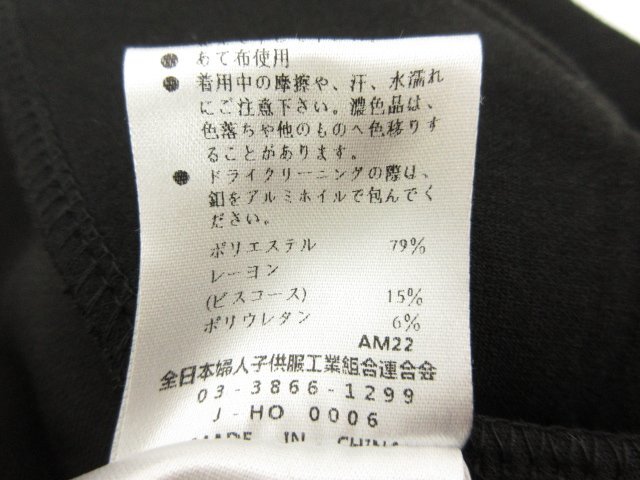 ● あて布使用
● 着用中の摩擦や、汗、水濡れ
にご注意下さい。濃色品は、
色落ちや他のものへ色移りす
ることがあります。
● ドライクリーニングの際は、
釦をアルミホイルで包んでく
ださい。
ポリエステル 79%
レーヨン
(ビスコース) 15%
ポリウレタン 6%
AM22
全日本婦人子供服工業組合連合会
03-3866-1299
J-HO 0006
MADE IN CHINA